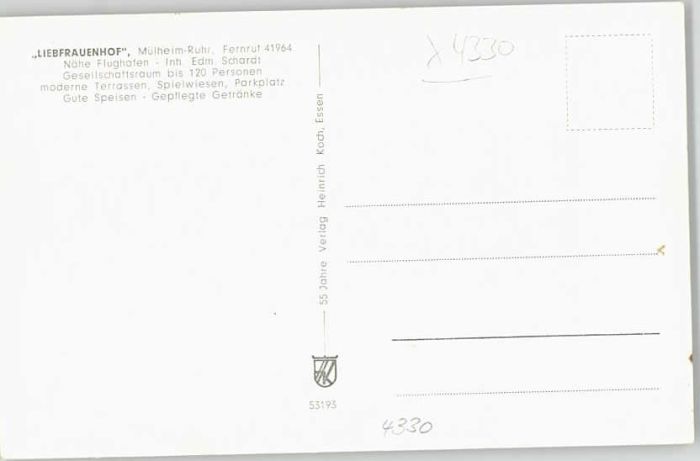 „LIEBFRAUENHOF", Mülheim-Ruhr, Fernruf 41964
Nähe Flughafen - Inh. Edm. Schardt
Gesellschaftsraum bis 120 Personen
moderne Terrassen, Spielwiesen, Parkplatz
Gute Speisen - Gepflegte Getränke
55 Jahre Verlag Heinrich Koch, Essen
53193
4330
4330